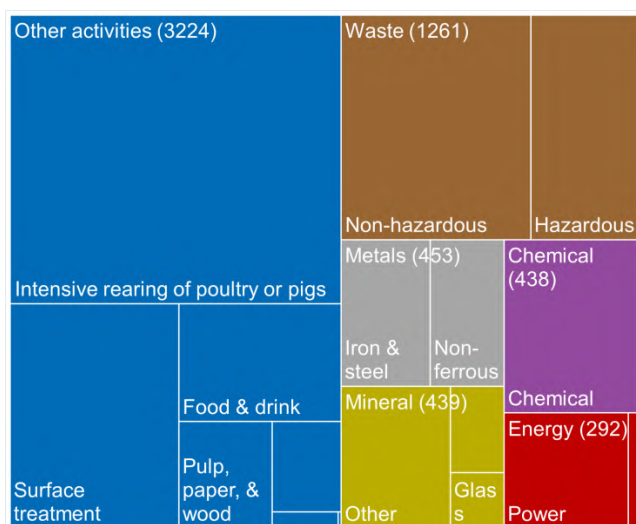 Other activities (3224)
Intensive rearing of poultry or pigs
Food & drink
Surface
treatment
Pulp,
paper, &
wood
Waste (1261)
Non-hazardous
Hazardous
Metals (453)
Iron &
steel
Non-
ferrous
Chemical
(438)
Chemical
Mineral (439)
Other
Glas
s
Energy (292)
Power